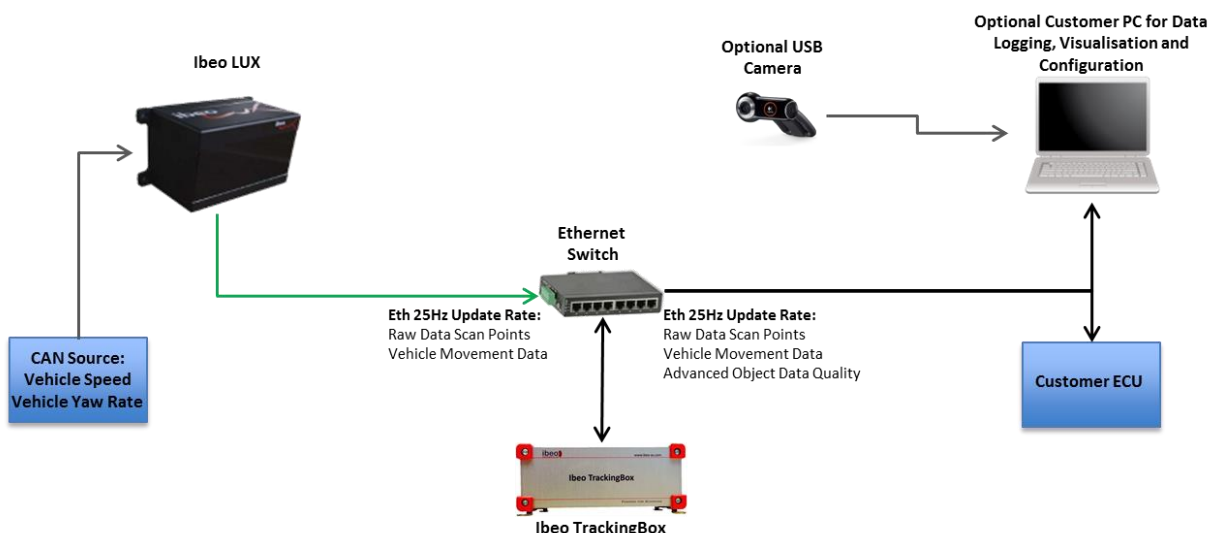 Ibeo LUX
Optional USB
Camera
Optional Customer PC for Data
Logging, Visualisation and
Configuration
ibeo
Ethernet
Switch
Eth 25Hz Update Rate:
Raw Data Scan Points
Vehicle Movement Data
Eth 25Hz Update Rate:
Raw Data Scan Points
Vehicle Movement Data
Advanced Object Data Quality
CAN Source:
Vehicle Speed
Vehicle Yaw Rate
Customer ECU
ibeo
Ibeo TrackingBox
Ibeo TrackingBox